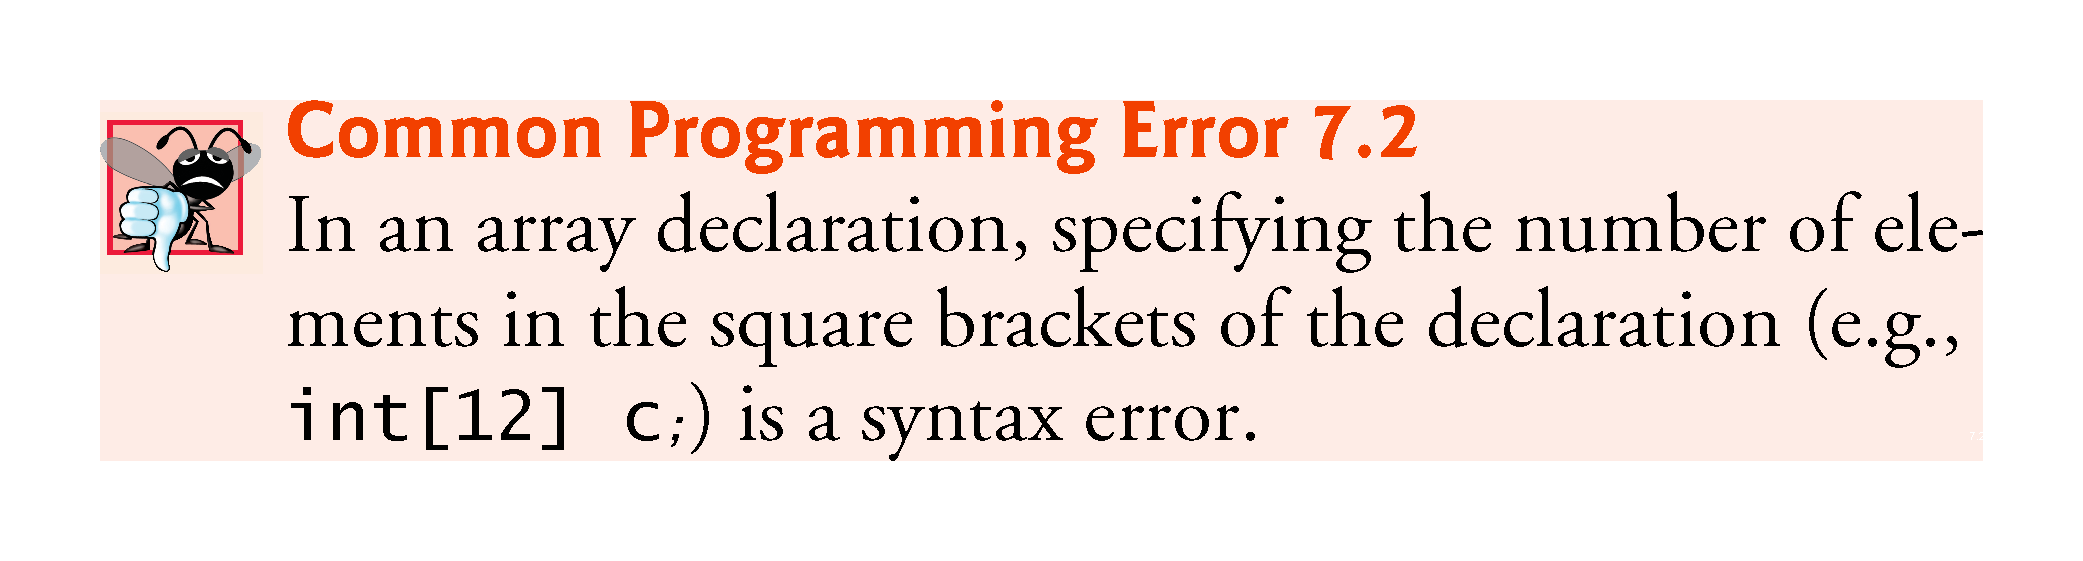 Common Programming Error 7.2
In an array declaration, specifying the number of ele-
ments in the square brackets of the declaration (e.g.,
int[12] c;) is a syntax error.